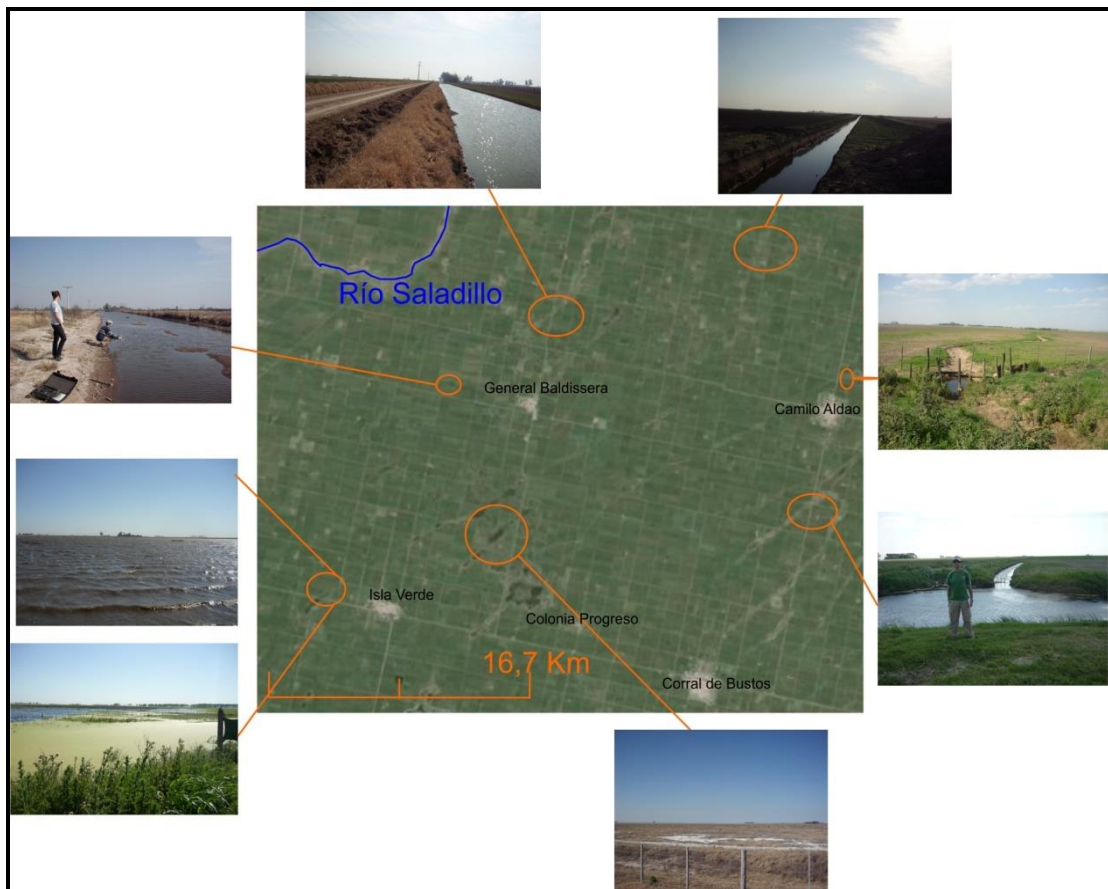 Río Saladillo
General Baldissera
Camilo Aldao
Isla Verde
Colonia Progreso
16,7 Km
Corral de Bustos